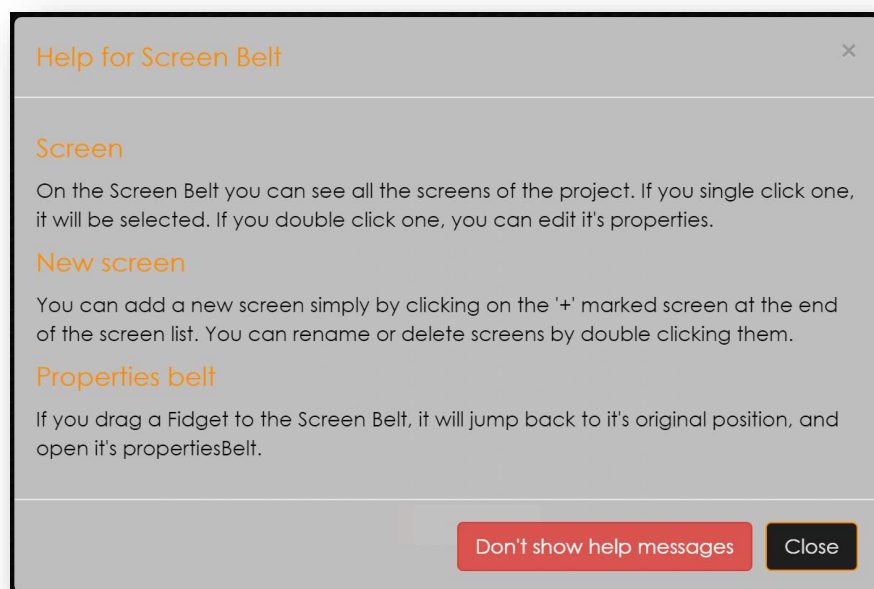 Help for Screen Belt
×
Screen
On the Screen Belt you can see all the screens of the project. If you single click one,
it will be selected. If you double click one, you can edit it's properties.
New screen
You can add a new screen simply by clicking on the '+' marked screen at the end
of the screen list. You can rename or delete screens by double clicking them.
Properties belt
If you drag a Fidget to the Screen Belt, it will jump back to it's original position, and
open it's propertiesBelt.
Don't show help messages
Close